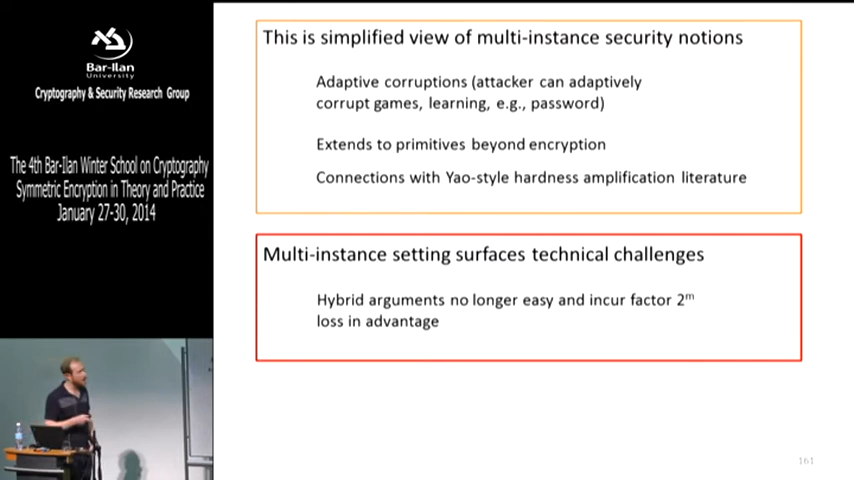 Bar-Ilan
University
Cryptography & Security Research Group
The 4th Bar-Ilan Winter School on Cryptography
Symmetric Encryption in Theory and Practice
January 27-30, 2014
This is simplified view of multi-instance security notions
Adaptive corruptions (attacker can adaptively
corrupt games, learning, e.g., password)
Extends to primitives beyond encryption
Connections with Yao-style hardness amplification literature
Multi-instance setting surfaces technical challenges
Hybrid arguments no longer easy and incur factor 2ᵐ
loss in advantage
161